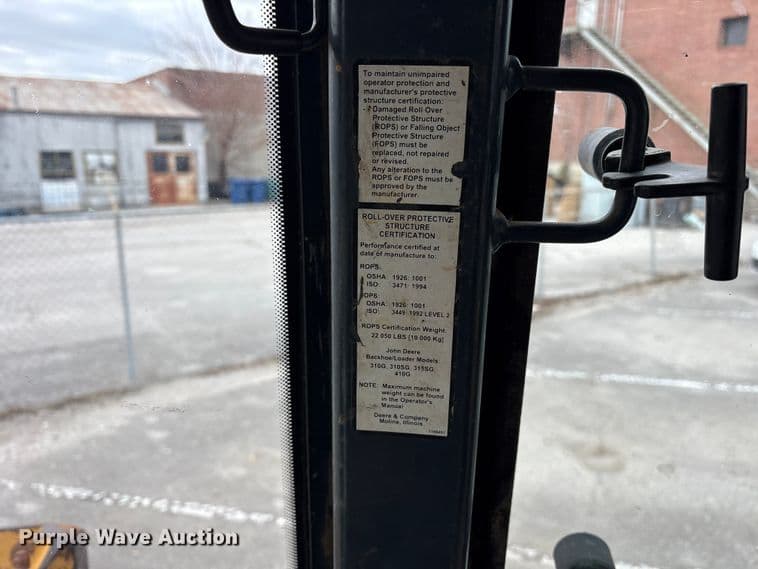 To maintain unimpaired
operator protection and
manufacturer's protective
structure certification:
- Damaged Roll Over
Protective Structure
(ROPS) or Falling Object
Protective Structure
(FOPS) must be
replaced, not repaired
or revised.
- Any alteration to the
ROPS or FOPS must be
approved by the
manufacturer.
ROLL-OVER PROTECTIVE
STRUCTURE
CERTIFICATION
Performance certified at
date of manufacture to:
ROPS:
OSHA: 1926: 1001
ISO: 3471: 1994
OPS:
OSHA: 1926: 1001
ISO: 3449: 1992 LEVEL 2
ROPS Certification Weight:
22 050 LBS [10 000 Kg]
John Deere
Backhoe/Loader Models
310G, 310SG, 315SG,
410G
NOTE: Maximum machine
weight can be found
in the Operator's
Manual
Deere & Company
Moline, Illinois
Purple Wave Auction